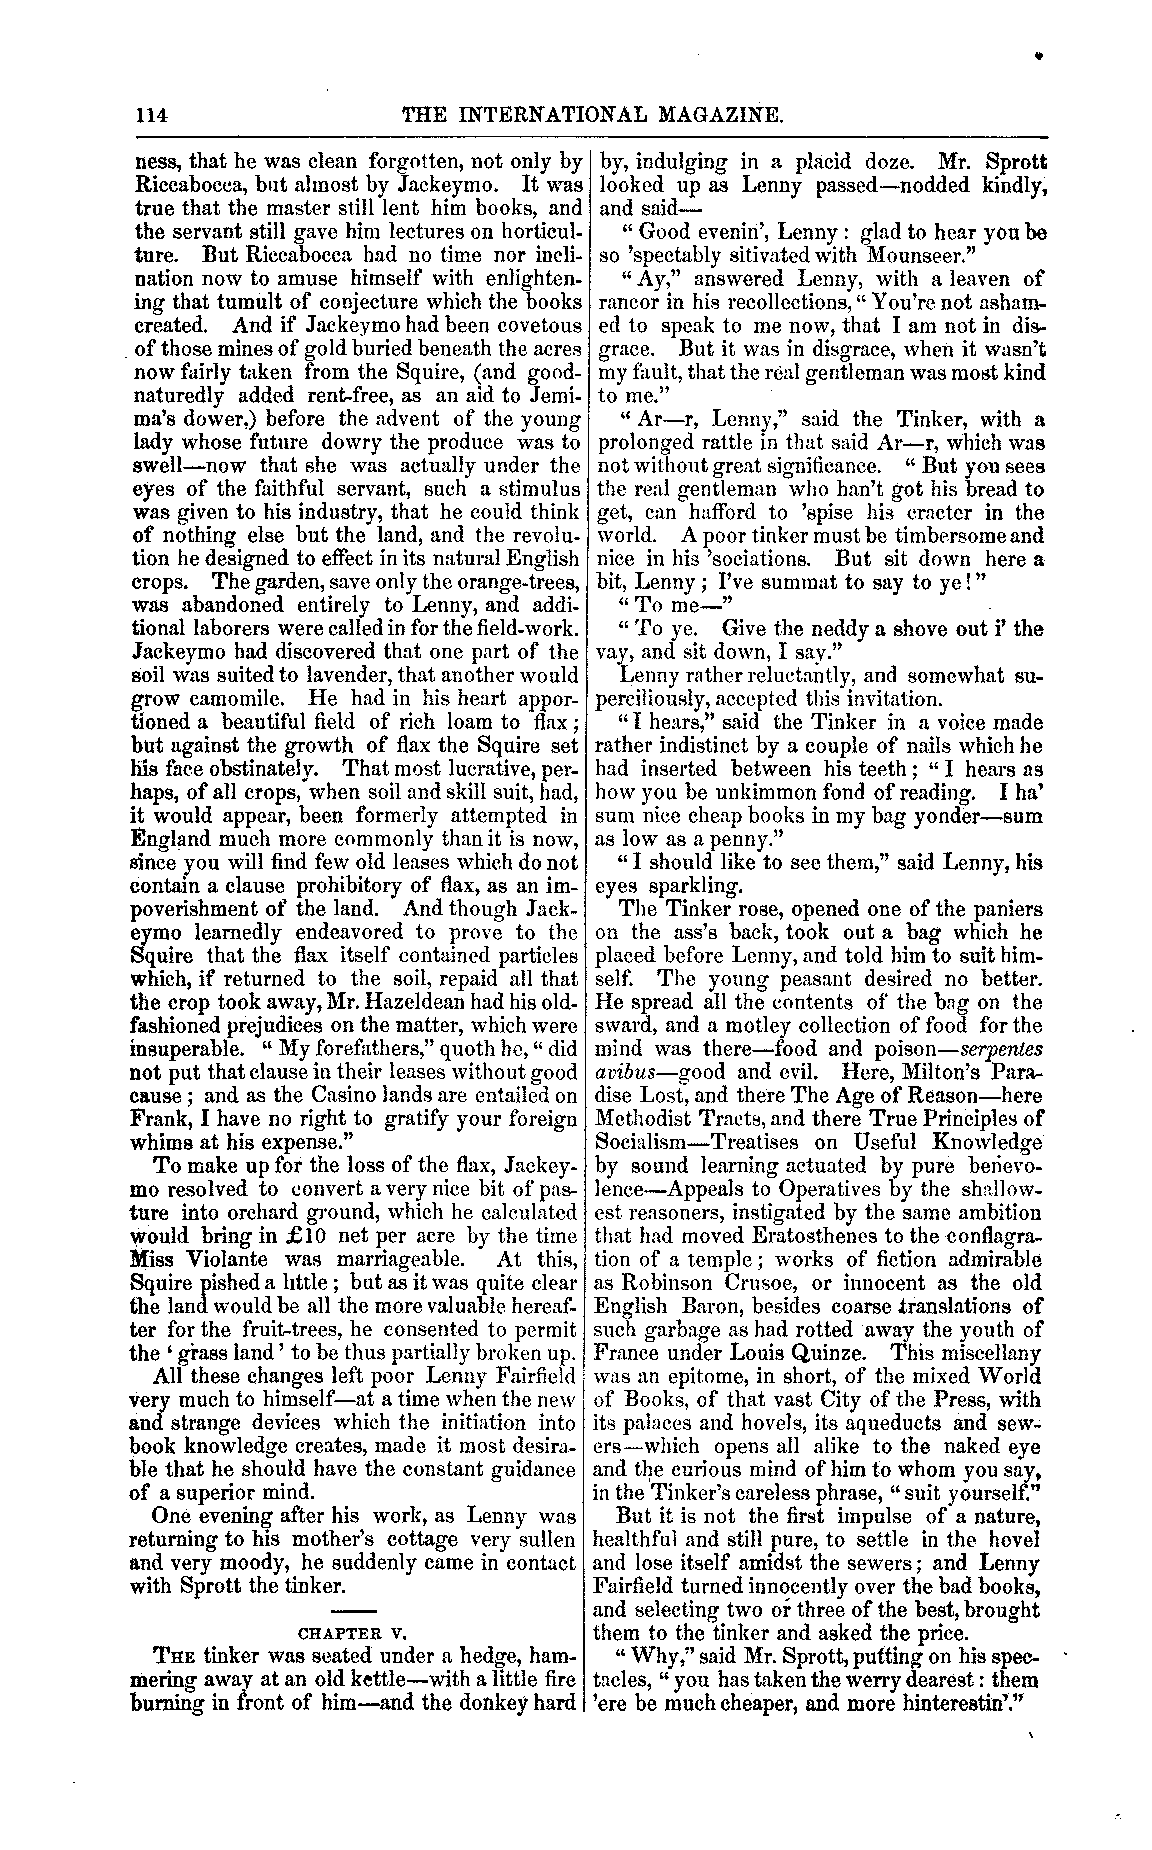 114 THE INTERNATIONAL MAGAZINE.
ness, that he was clean forgotten, not only by
Riccabocca, but almost by Jackeymo. It was
true that the master still lent him books, and
the servant still gave him lectures on horticul-
ture. But Riccabocca had no time nor incli-
nation now to amuse himself with enlighten-
ing that tumult of conjecture which the books
created. And if Jackeymo had been covetous
of those mines of gold buried beneath the acres
now fairly taken from the Squire, (and good-
naturedly added rent-free, as an aid to Jemi-
ma's dower,) before the advent of the young
lady whose future dowry the produce was to
swell—now that she was actually under the
eyes of the faithful servant, such a stimulus
was given to his industry, that he could think
of nothing else but the land, and the revolu-
tion he designed to effect in its natural English
crops. The garden, save only the orange-trees,
was abandoned entirely to Lenny, and addi-
tional laborers were called in for the field-work.
Jackeymo had discovered that one part of the
soil was suited to lavender, that another would
grow camomile. He had in his heart appor-
tioned a beautiful field of rich loam to flax;
but against the growth of flax the Squire set
his face obstinately. That most lucrative, per-
haps, of all crops, when soil and skill suit, had,
it would appear, been formerly attempted in
England much more commonly than it is now,
since you will find few old leases which do not
contain a clause prohibitory of flax, as an im-
poverishment of the land. And though Jack-
eymo learnedly endeavored to prove to the
Squire that the flax itself contained particles
which, if returned to the soil, repaid all that
the crop took away, Mr. Hazeldean had his old-
fashioned prejudices on the matter, which were
insuperable. "My forefathers," quoth he, "did
not put that clause in their leases without good
cause; and as the Casino lands are entailed on
Frank, I have no right to gratify your foreign
whims at his expense."
To make up for the loss of the flax, Jackey-
mo resolved to convert a very nice bit of pas-
ture into orchard ground, which he calculated
would bring in £10 net per acre by the time
Miss Violante was marriageable. At this,
Squire pished a little; but as it was quite clear
the land would be all the more valuable hereaf-
ter for the fruit-trees, he consented to permit
the 'grass land' to be thus partially broken up.
All these changes left poor Lenny Fairfield
very much to himself—at a time when the new
and strange devices which the initiation into
book knowledge creates, made it most desira-
ble that he should have the constant guidance
of a superior mind.
One evening after his work, as Lenny was
returning to his mother's cottage very sullen
and very moody, he suddenly came in contact
with Sprott the tinker.
CHAPTER V.
THE tinker was seated under a hedge, ham-
mering away at an old kettle—with a little fire
burning in front of him—and the donkey hard
by, indulging in a placid doze. Mr. Sprott
looked up as Lenny passed—nodded kindly,
and said—
"Good evenin', Lenny: glad to hear you be
so 'spectably sitivated with Mounseer."
"Ay," answered Lenny, with a leaven of
rancor in his recollections, "You're not asham-
ed to speak to me now, that I am not in dis-
grace. But it was in disgrace, when it wasn't
my fault, that the real gentleman was most kind
to me."
"Ar—r, Lenny," said the Tinker, with a
prolonged rattle in that said Ar—r, which was
not without great significance. "But you sees
the real gentleman who han't got his bread to
get, can hafford to 'spise his cracter in the
world. A poor tinker must be timbersome and
nice in his 'sociations. But sit down here a
bit, Lenny; I've summat to say to ye!"
"To me—"
"To ye. Give the neddy a shove out i' the
vay, and sit down, I say."
Lenny rather reluctantly, and somewhat su-
perciliously, accepted this invitation.
"I hears," said the Tinker in a voice made
rather indistinct by a couple of nails which he
had inserted between his teeth; "I hears as
how you be unkimmon fond of reading. I ha'
sum nice cheap books in my bag yonder—sum
as low as a penny."
"I should like to see them," said Lenny, his
eyes sparkling.
The Tinker rose, opened one of the paniers
on the ass's back, took out a bag which he
placed before Lenny, and told him to suit him-
self. The young peasant desired no better.
He spread all the contents of the bag on the
sward, and a motley collection of food for the
mind was there—food and poison—serpentes
avibus—good and evil. Here, Milton's Para-
dise Lost, and there The Age of Reason—here
Methodist Tracts, and there True Principles of
Socialism—Treatises on Useful Knowledge
by sound learning actuated by pure benevo-
lence—Appeals to Operatives by the shallow-
est reasoners, instigated by the same ambition
that had moved Eratosthenes to the conflagra-
tion of a temple; works of fiction admirable
as Robinson Crusoe, or innocent as the old
English Baron, besides coarse translations of
such garbage as had rotted away the youth of
France under Louis Quinze. This miscellany
was an epitome, in short, of the mixed World
of Books, of that vast City of the Press, with
its palaces and hovels, its aqueducts and sew-
ers—which opens all alike to the naked eye
and the curious mind of him to whom you say,
in the Tinker's careless phrase, "suit yourself."
But it is not the first impulse of a nature,
healthful and still pure, to settle in the hovel
and lose itself amidst the sewers; and Lenny
Fairfield turned innocently over the bad books,
and selecting two or three of the best, brought
them to the tinker and asked the price.
"Why," said Mr. Sprott, putting on his spec-
tacles, "you has taken the werry dearest: them
'ere be much cheaper, and more hinterestin'."